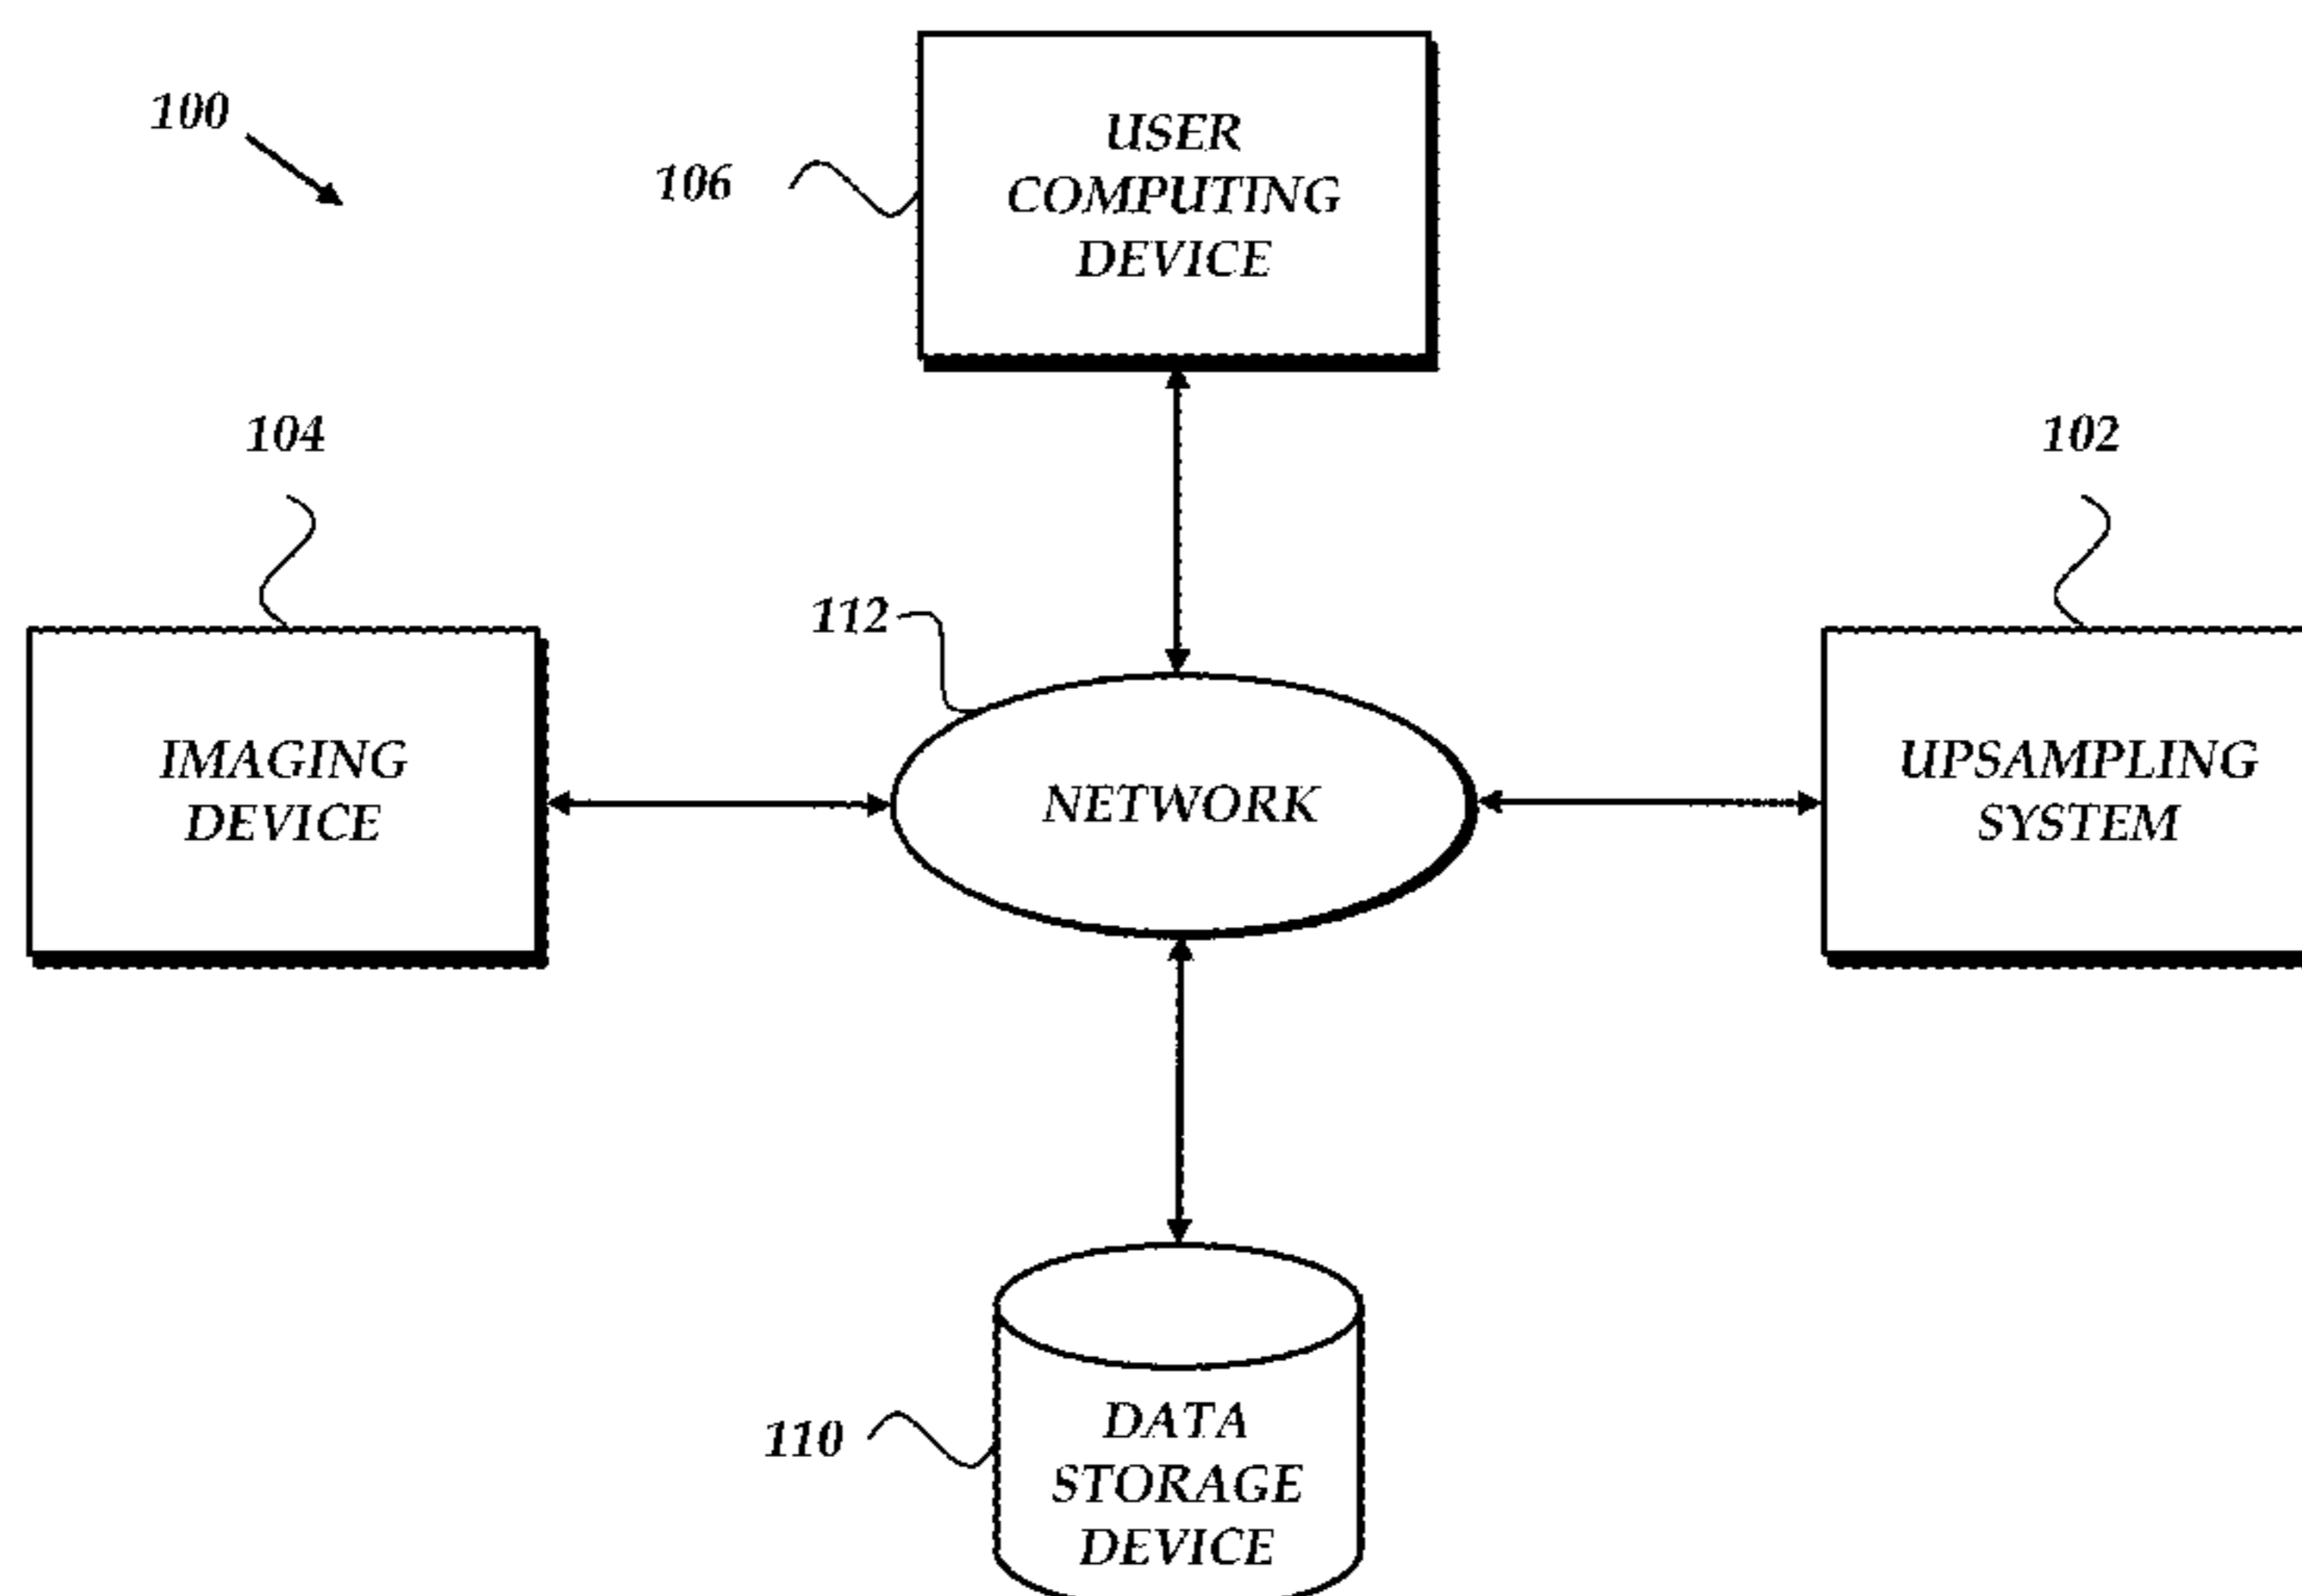 100
106
USER
COMPUTING
DEVICE
104
102
112
IMAGING
DEVICE
NETWORK
UPSAMPLING
SYSTEM
110
DATA
STORAGE
DEVICE